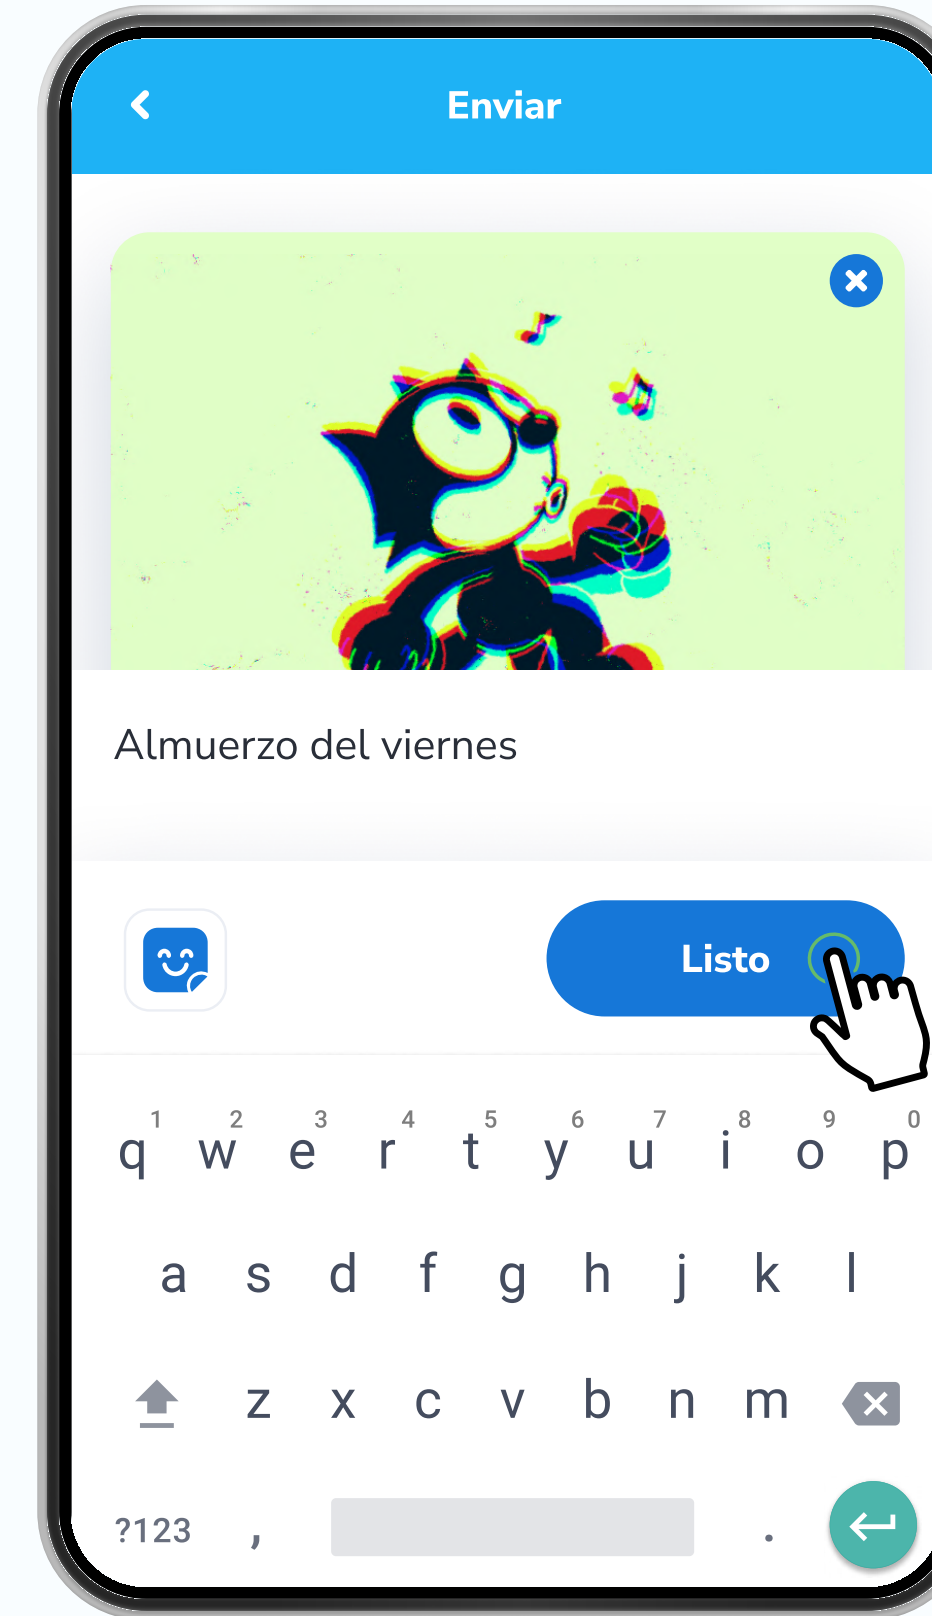 Enviar
Almuerzo del viernes
Listo
1 2 3 4 5 6 7 8 9 0
q w e r t y u i o p
a s d f g h j k l
z x c v b n m
?123 , .